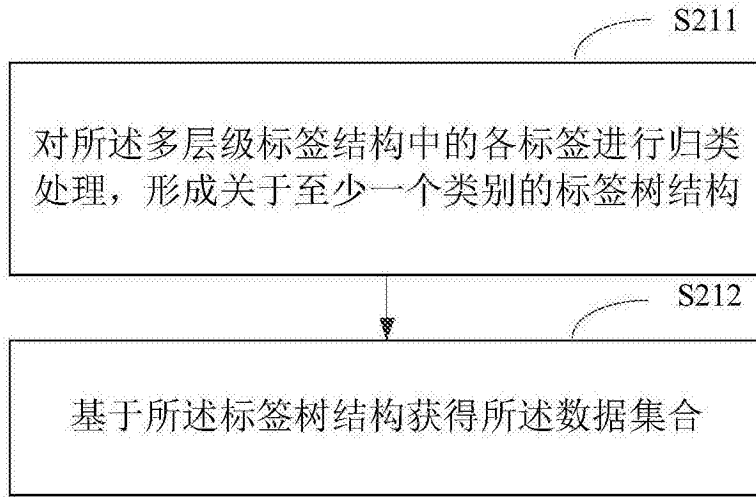 S211
对所述多层级标签结构中的各标签进行归类
处理，形成关于至少一个类别的标签树结构
S212
基于所述标签树结构获得所述数据集合